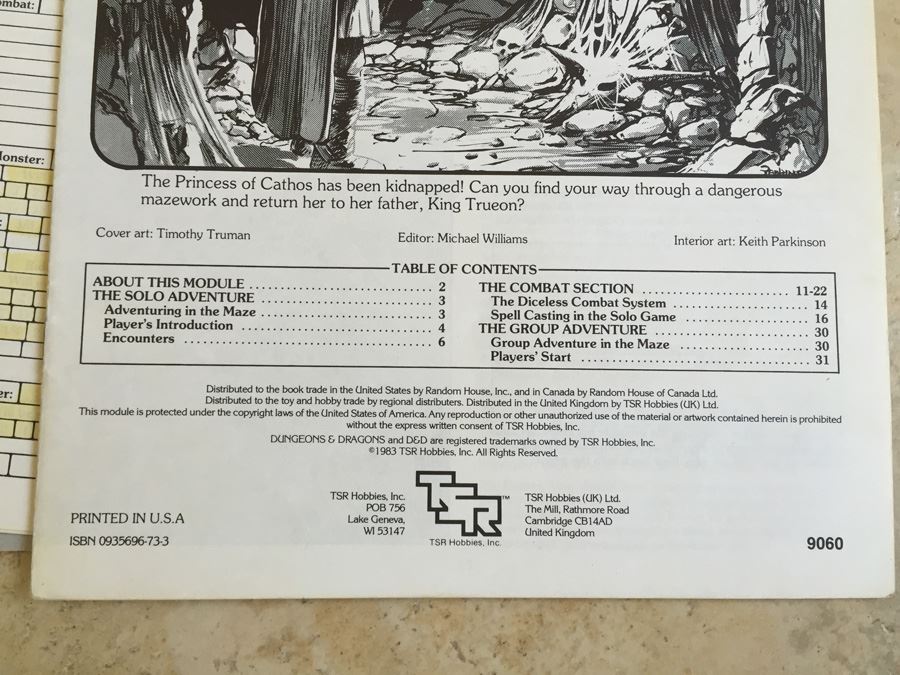 ombat:
Monster:
er:
The Princess of Cathos has been kidnapped! Can you find your way through a dangerous
mazework and return her to her father, King Trueon?
Cover art: Timothy Truman
Editor: Michael Williams
Interior art: Keith Parkinson
TABLE OF CONTENTS
ABOUT THIS MODULE 2
THE SOLO ADVENTURE 3
Adventuring in the Maze 3
Player's Introduction 4
Encounters 6
THE COMBAT SECTION 11-22
The Diceless Combat System 14
Spell Casting in the Solo Game 16
THE GROUP ADVENTURE 30
Group Adventure in the Maze 30
Players' Start 31
Distributed to the book trade in the United States by Random House, Inc., and in Canada by Random House of Canada Ltd.
Distributed to the toy and hobby trade by regional distributers. Distributed in the United Kingdom by TSR Hobbies (UK) Ltd.
This module is protected under the copyright laws of the United States of America. Any reproduction or other unauthorized use of the material or artwork contained herein is prohibited
without the express written consent of TSR Hobbies, Inc.
DUNGEONS & DRAGONS and D&D are registered trademarks owned by TSR Hobbies, Inc.
©1983 TSR Hobbies, Inc. All Rights Reserved.
PRINTED IN U.S.A
ISBN 0935696-73-3
TSR Hobbies, Inc.
POB 756
Lake Geneva,
WI 53147
TSR™
TSR Hobbies, Inc.
TSR Hobbies (UK) Ltd.
The Mill, Rathmore Road
Cambridge CB14AD
United Kingdom
9060